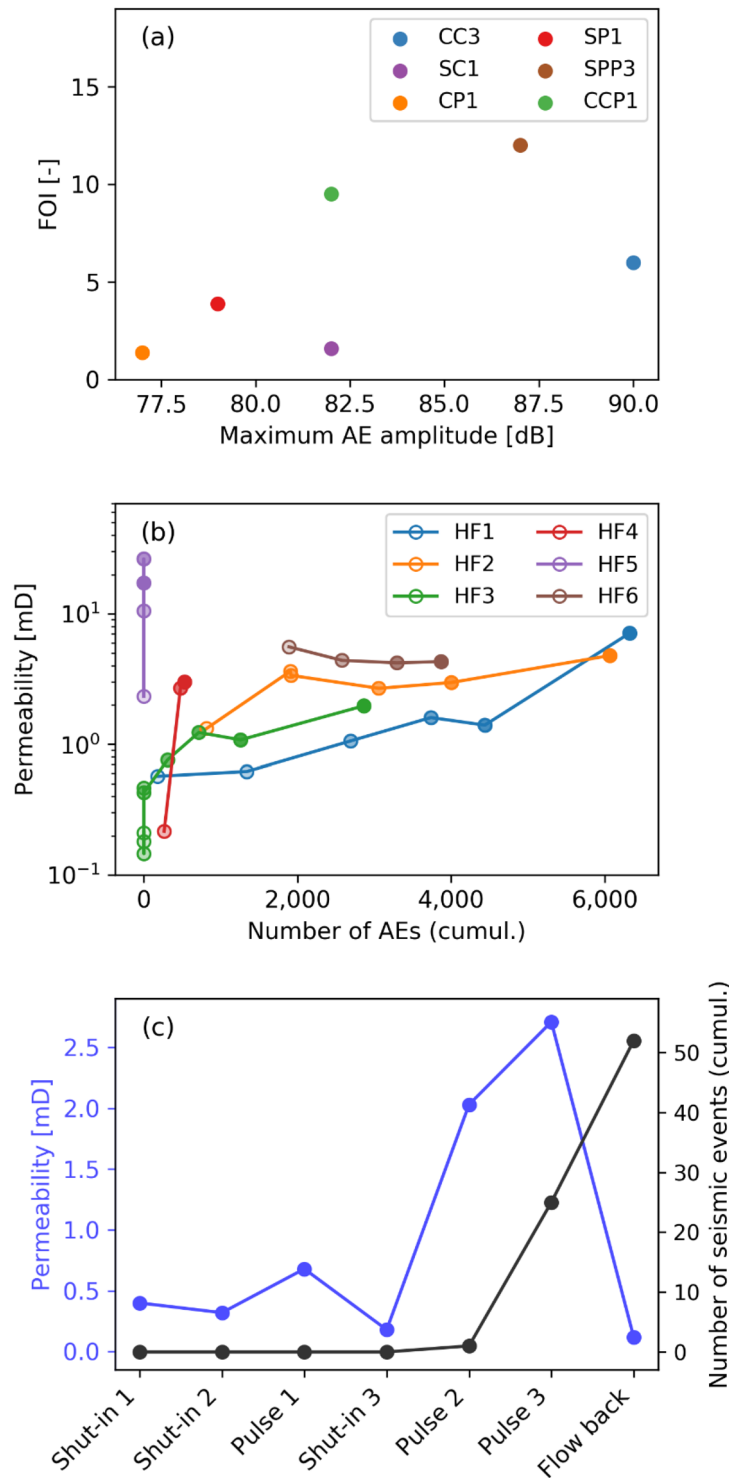 (a)
CC3 SP1
SC1 SPP3
CP1 CCP1
FOI [-]
15
10
5
0
77.5 80.0 82.5 85.0 87.5 90.0
Maximum AE amplitude [dB]
(b)
HF1 HF4
HF2 HF5
HF3 HF6
Permeability [mD]
10¹
10⁰
10⁻¹
0 2,000 4,000 6,000
Number of AEs (cumul.)
(c)
Permeability [mD]
2.5
2.0
1.5
1.0
0.5
0.0
Number of seismic events (cumul.)
50
40
30
20
10
0
Shut-in 1
Shut-in 2
Pulse 1
Shut-in 3
Pulse 2
Pulse 3
Flow back